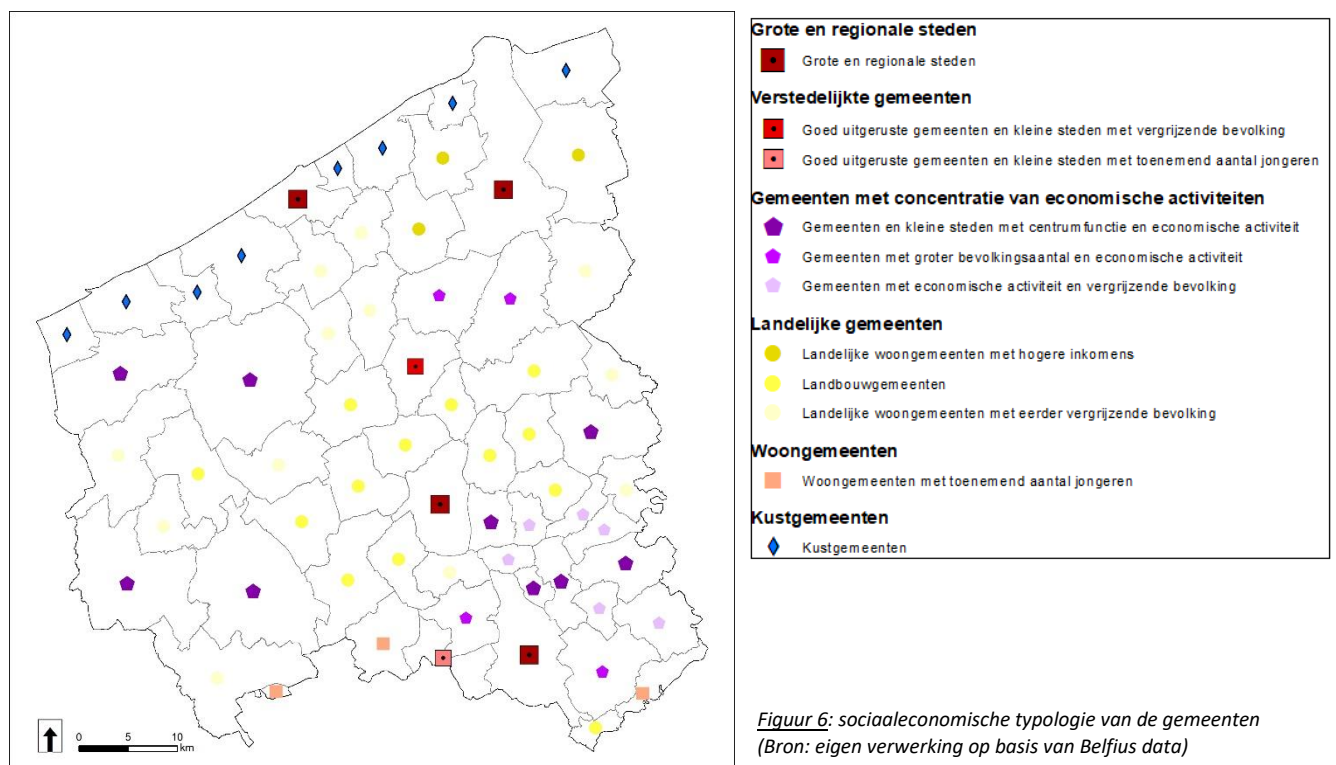 Grote en regionale steden
Grote en regionale steden
Verstedelijkte gemeenten
Goed uitgeruste gemeenten en kleine steden met vergrijzende bevolking
Goed uitgeruste gemeenten en kleine steden met toenemend aantal jongeren
Gemeenten met concentratie van economische activiteiten
Gemeenten en kleine steden met centrumfunctie en economische activiteit
Gemeenten met groter bevolkingsaantal en economische activiteit
Gemeenten met economische activiteit en vergrijzende bevolking
Landelijke gemeenten
Landelijke woongemeenten met hogere inkomens
Landbouwgemeenten
Landelijke woongemeenten met eerder vergrijzende bevolking
Woongemeenten
Woongemeenten met toenemend aantal jongeren
Kustgemeenten
Kustgemeenten
0 5 10
km
Figuur 6: sociaaleconomische typologie van de gemeenten
(Bron: eigen verwerking op basis van Belfius data)